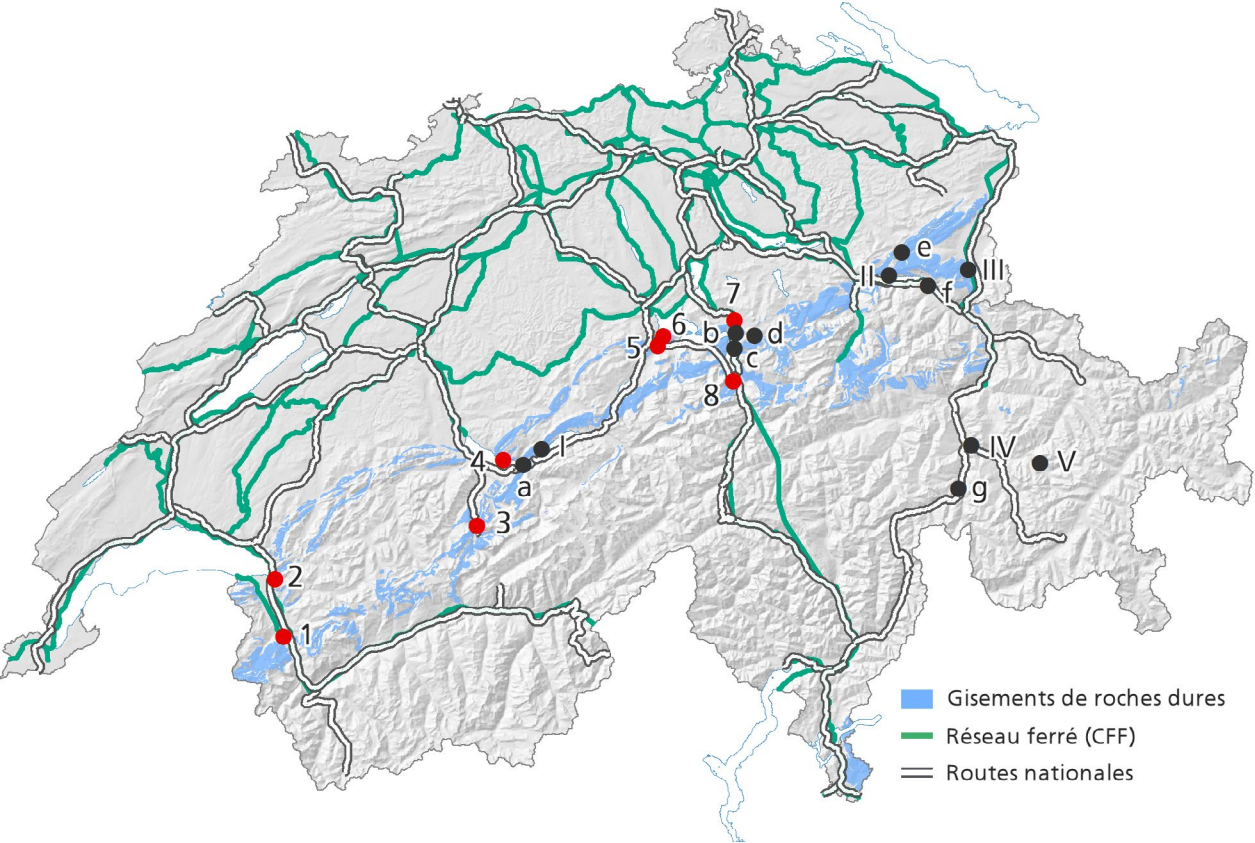 e
II
III
f
7
6
b
d
5
c
8
I
4
IV
a
V
g
3
2
1
Gisements de roches dures
Réseau ferré (CFF)
Routes nationales